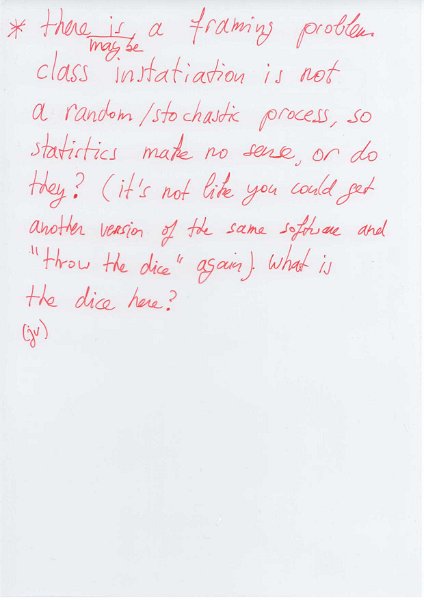 * there is a framing problem
maybe
class instatiation is not
a random/stochastic process, so
statistics make no sense, or do
they? (it's not like you could get
another version of the same software and
"throw the dice" again). What is
the dice here?
(jv)